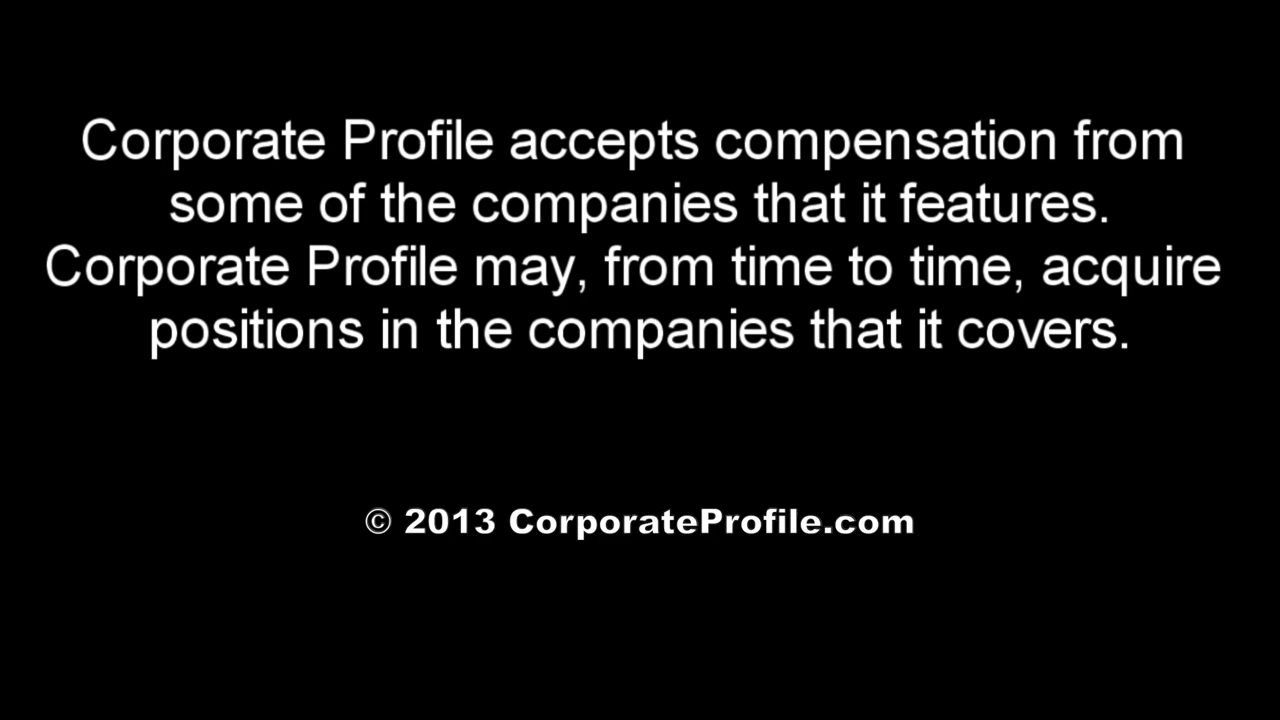 Corporate Profile accepts compensation from
some of the companies that it features.
Corporate Profile may, from time to time, acquire
positions in the companies that it covers.
© 2013 CorporateProfile.com